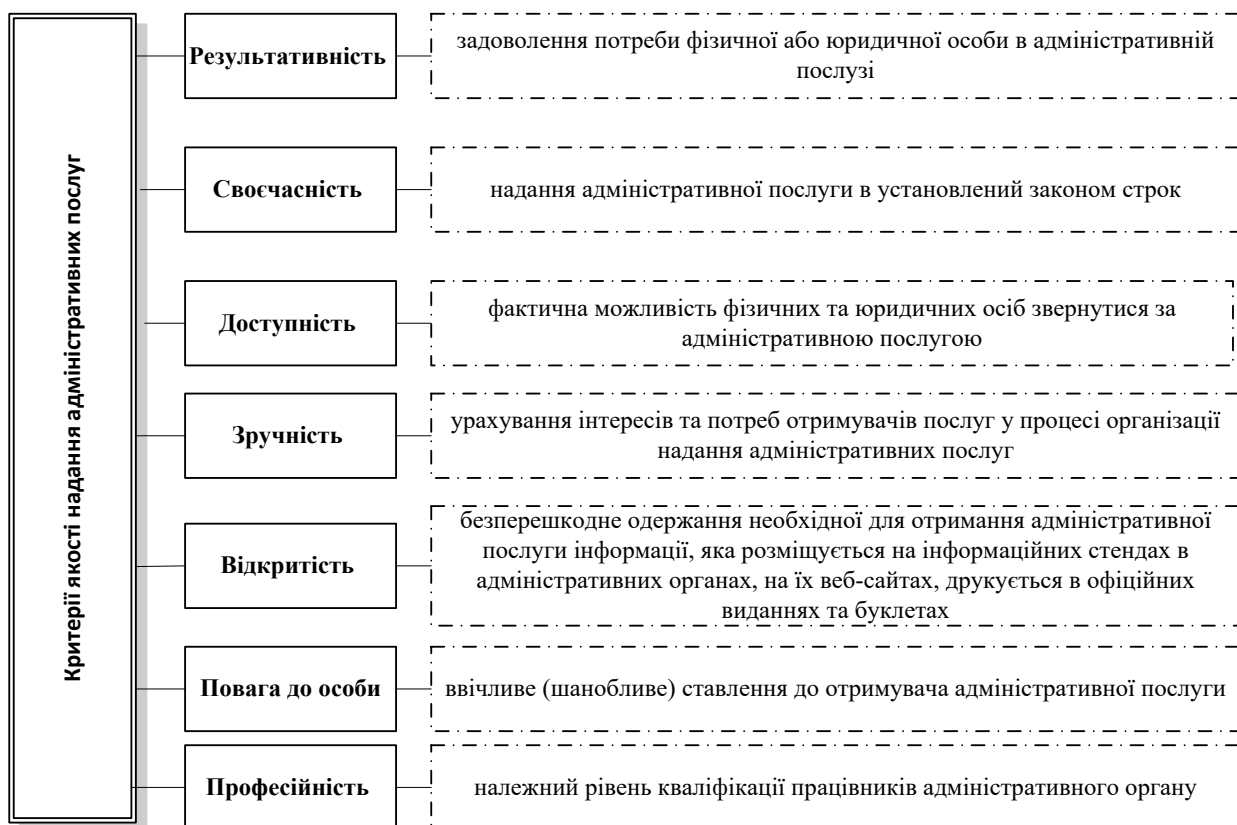 Критерії якості надання адміністративних послуг
Результативність
задоволення потреби фізичної або юридичної особи в адміністративній
послузі
Своєчасність
надання адміністративної послуги в установлений законом строк
Доступність
фактична можливість фізичних та юридичних осіб звернутися за
адміністративною послугою
Зручність
урахування інтересів та потреб отримувачів послуг у процесі організації
надання адміністративних послуг
Відкритість
безперешкодне одержання необхідної для отримання адміністративної
послуги інформації, яка розміщується на інформаційних стендах в
адміністративних органах, на їх веб-сайтах, друкується в офіційних
виданнях та буклетах
Повага до особи
ввічливе (шанобливе) ставлення до отримувача адміністративної послуги
Професійність
належний рівень кваліфікації працівників адміністративного органу